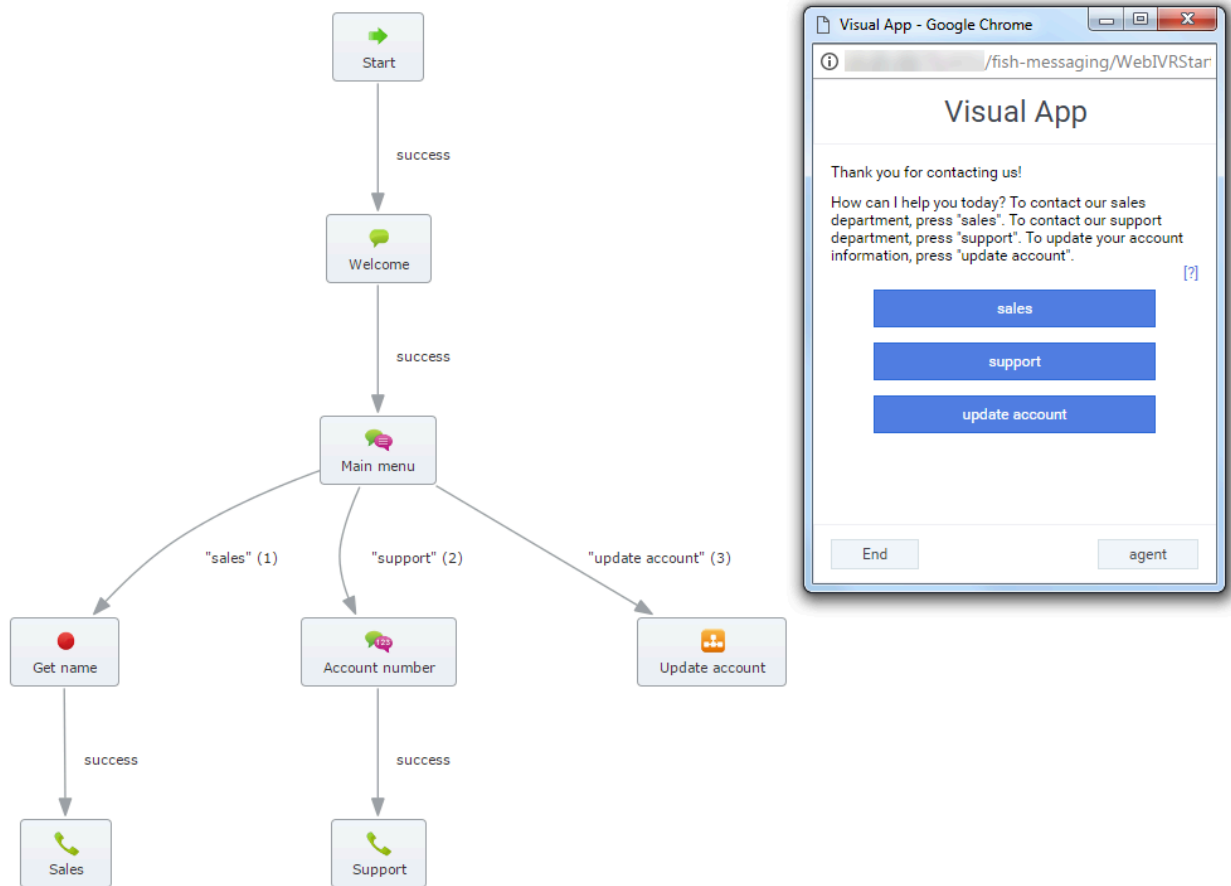 Start
success
Welcome
success
Main menu
"sales" (1)
"support" (2)
"update account" (3)
Get name
Account number
Update account
success
success
Sales
Support
Visual App - Google Chrome
/fish-messaging/WebIVRStar
Visual App
Thank you for contacting us!
How can I help you today? To contact our sales
department, press "sales". To contact our support
department, press "support". To update your account
information, press "update account".
[?]
sales
support
update account
End
agent